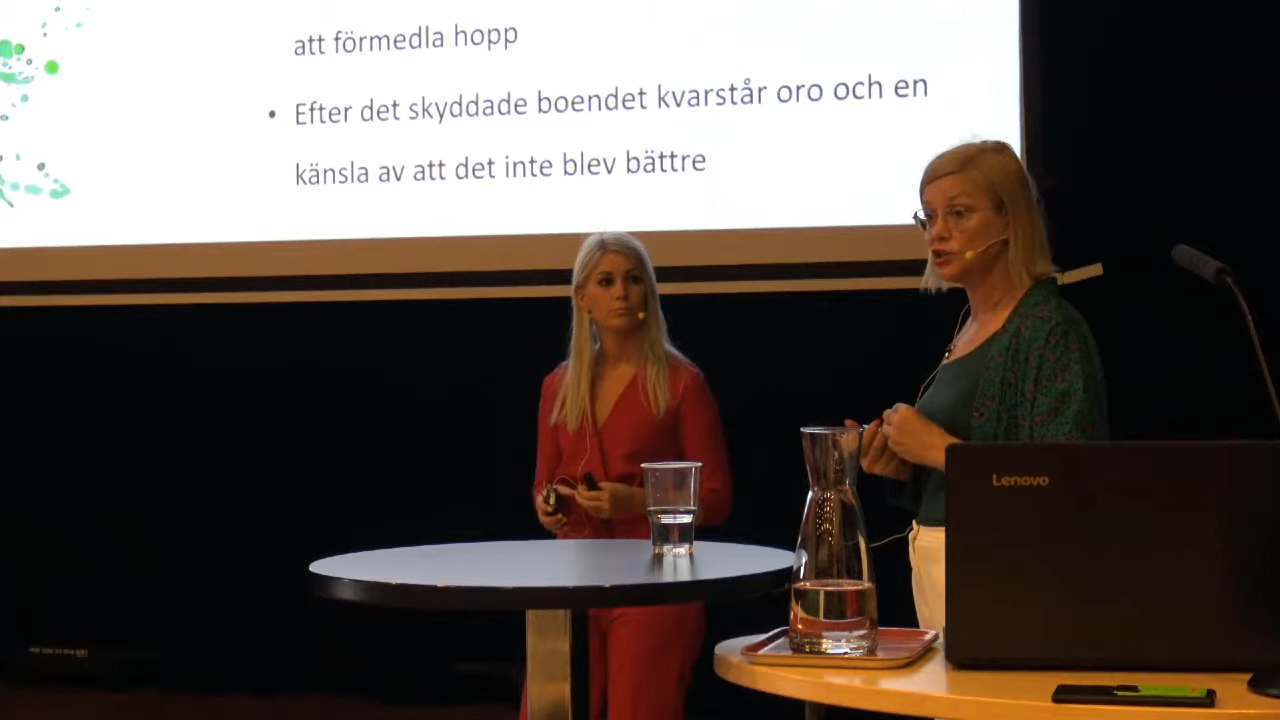 att förmedla hopp
• Efter det skyddade boendet kvarstår oro och en
känsla av att det inte blev bättre
Lenovo